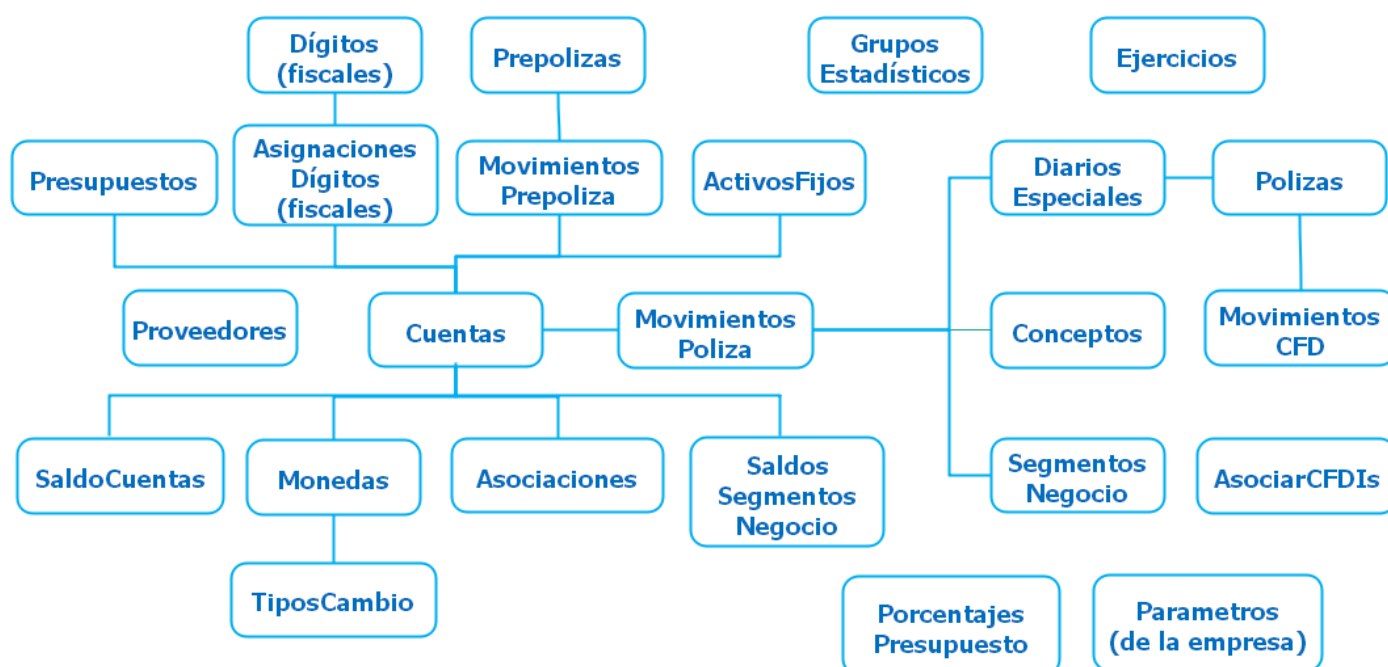 Dígitos
(fiscales)
Prepolizas
Grupos
Estadísticos
Ejercicios
Presupuestos
Asignaciones
Dígitos
(fiscales)
Movimientos
Prepoliza
ActivosFijos
Diarios
Especiales
Polizas
Proveedores
Cuentas
Movimientos
Poliza
Conceptos
Movimientos
CFD
SaldoCuentas
Monedas
Asociaciones
Saldos
Segmentos
Negocio
Segmentos
Negocio
AsociarCFDIs
TiposCambio
Porcentajes
Presupuesto
Parametros
(de la empresa)